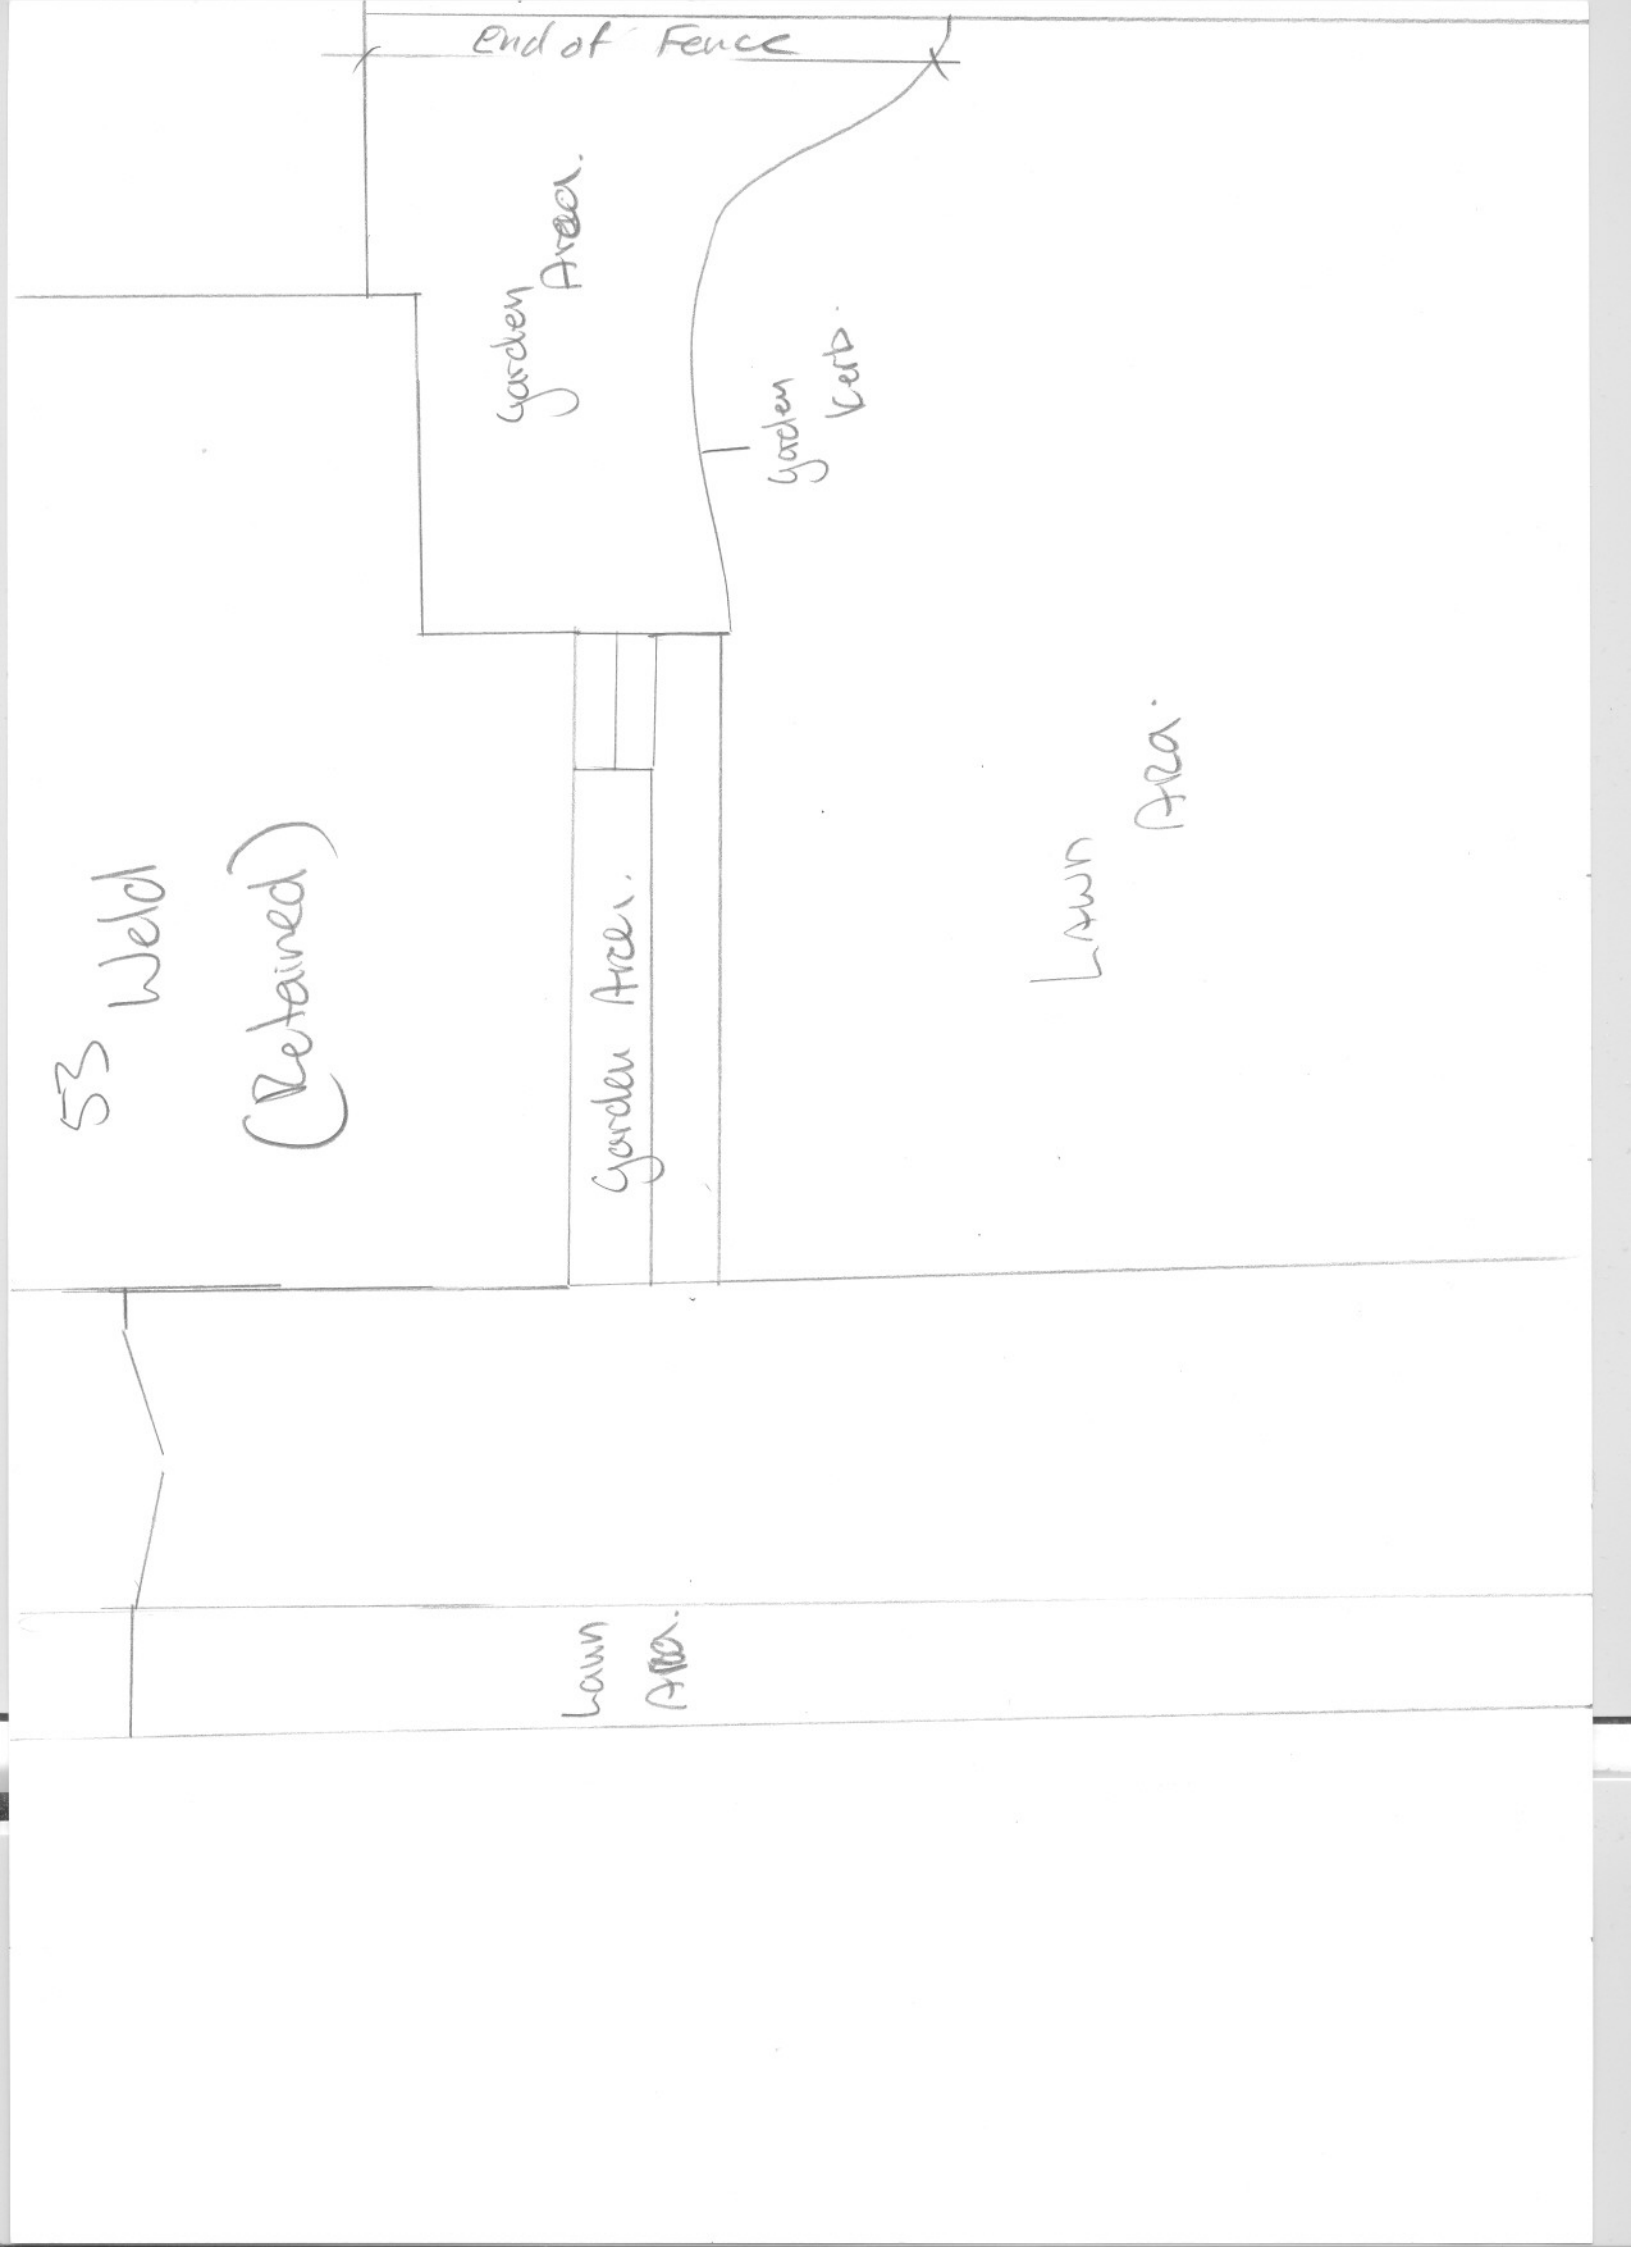 End of Fence
Garden
Area.
Garden
Kerb.
53 Weld
(Retained)
Garden Area.
LAWN
Area.
Lawn
Area.